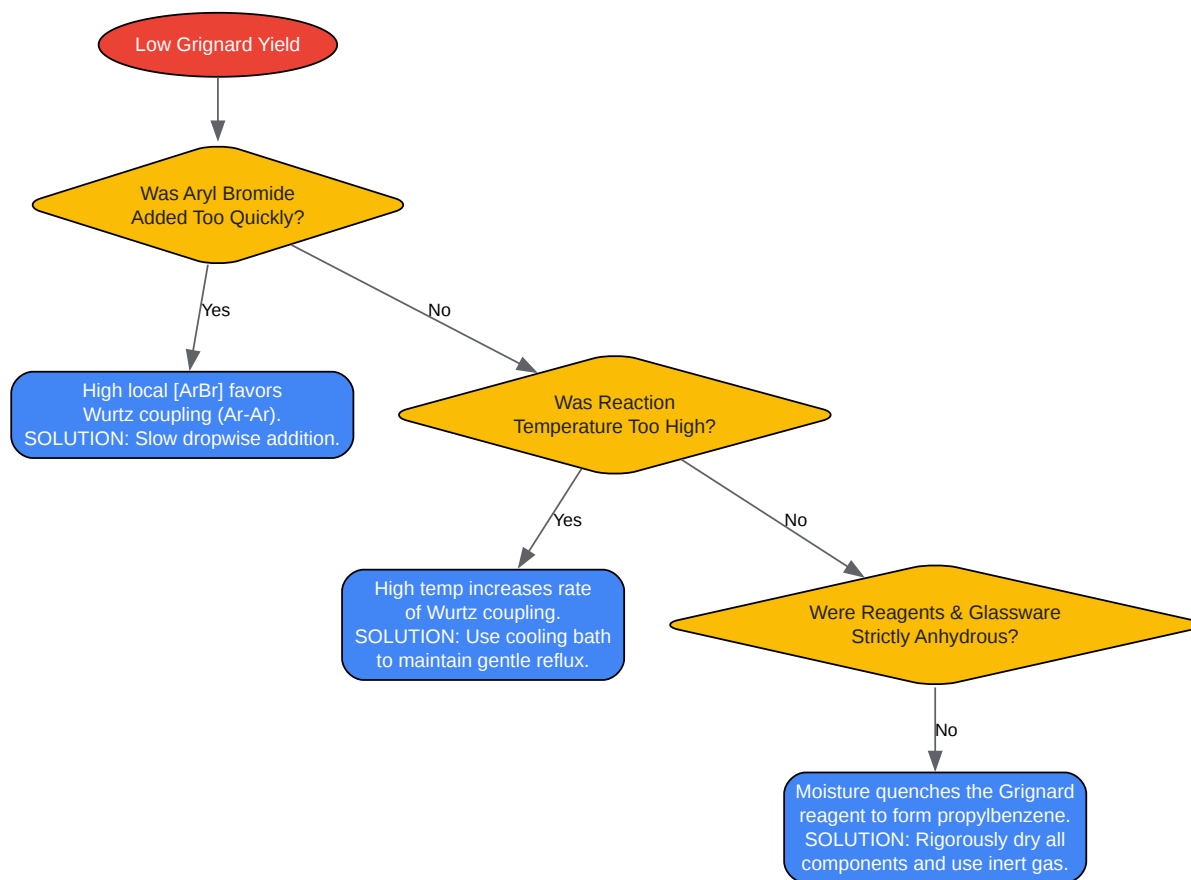 Low Grignard Yield
Was Aryl Bromide
Added Too Quickly?
Yes
No
High local [ArBr] favors
Wurtz coupling (Ar-Ar).
SOLUTION: Slow dropwise addition.
Was Reaction
Temperature Too High?
Yes
No
High temp increases rate
of Wurtz coupling.
SOLUTION: Use cooling bath
to maintain gentle reflux.
Were Reagents & Glassware
Strictly Anhydrous?
No
Moisture quenches the Grignard
reagent to form propylbenzene.
SOLUTION: Rigorously dry all
components and use inert gas.